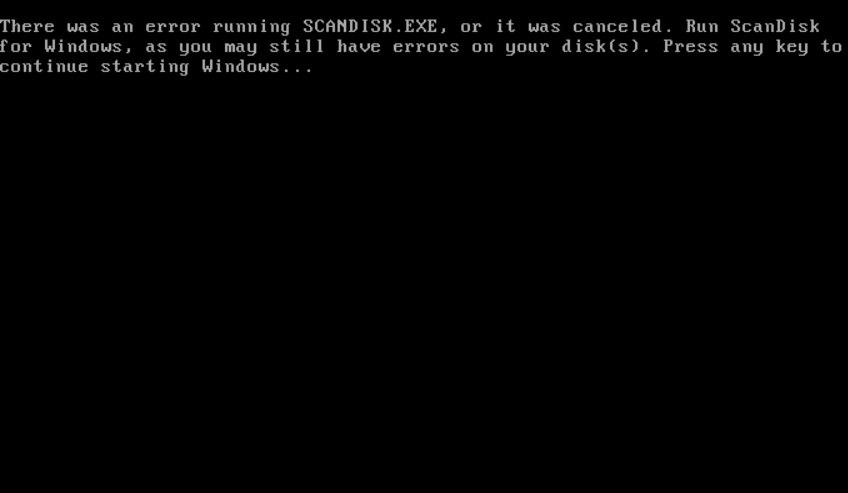 There was an error running SCANDISK.EXE, or it was canceled. Run ScanDisk
for Windows, as you may still have errors on your disk(s). Press any key to
continue starting Windows...